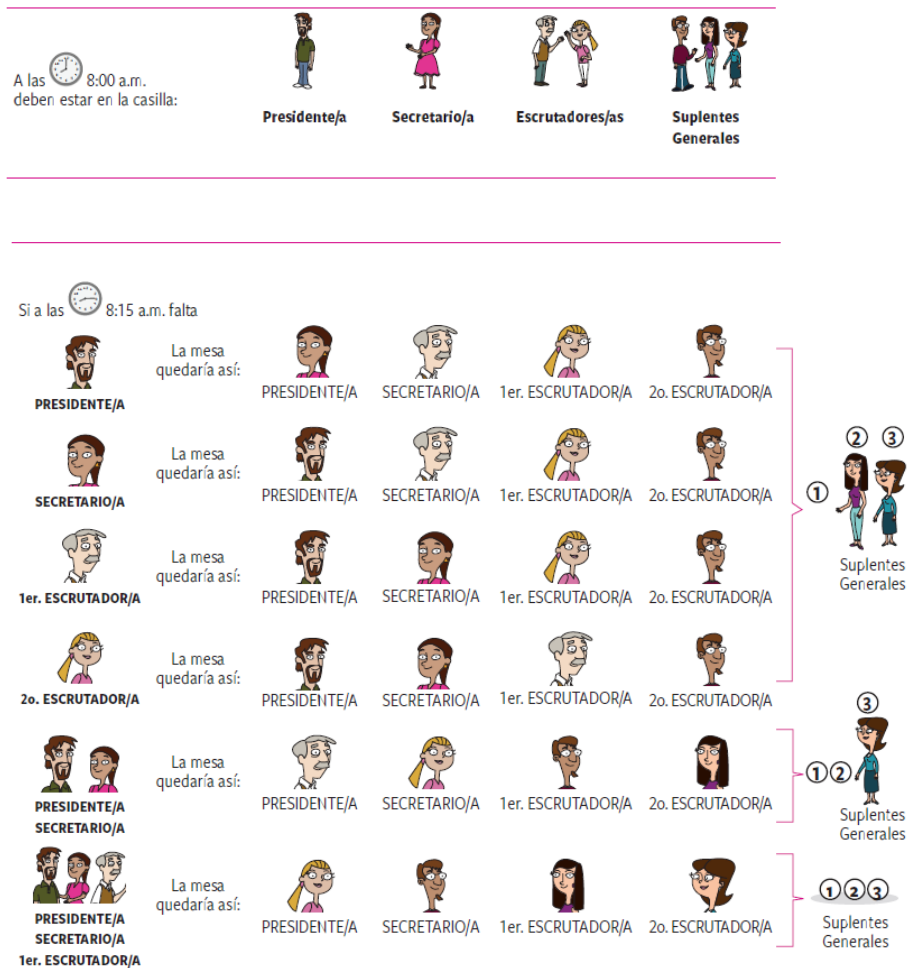 A las 8:00 a.m.
deben estar en la casilla:
Presidente/a
Secretario/a
Escrutadores/as
Suplentes
Generales
Si a las 8:15 a.m. falta
PRESIDENTE/A
La mesa
quedaría así:
PRESIDENTE/A
SECRETARIO/A
1er. ESCRUTADOR/A
2o. ESCRUTADOR/A
SECRETARIO/A
La mesa
quedaría así:
PRESIDENTE/A
SECRETARIO/A
1er. ESCRUTADOR/A
2o. ESCRUTADOR/A
1er. ESCRUTADOR/A
La mesa
quedaría así:
PRESIDENTE/A
SECRETARIO/A
1er. ESCRUTADOR/A
2o. ESCRUTADOR/A
2o. ESCRUTADOR/A
La mesa
quedaría así:
PRESIDENTE/A
SECRETARIO/A
1er. ESCRUTADOR/A
2o. ESCRUTADOR/A
② ③
①
Suplentes
Generales
PRESIDENTE/A
SECRETARIO/A
La mesa
quedaría así:
PRESIDENTE/A
SECRETARIO/A
1er. ESCRUTADOR/A
2o. ESCRUTADOR/A
③
①②
Suplentes
Generales
PRESIDENTE/A
SECRETARIO/A
1er. ESCRUTADOR/A
La mesa
quedaría así:
PRESIDENTE/A
SECRETARIO/A
1er. ESCRUTADOR/A
2o. ESCRUTADOR/A
①②③
Suplentes
Generales